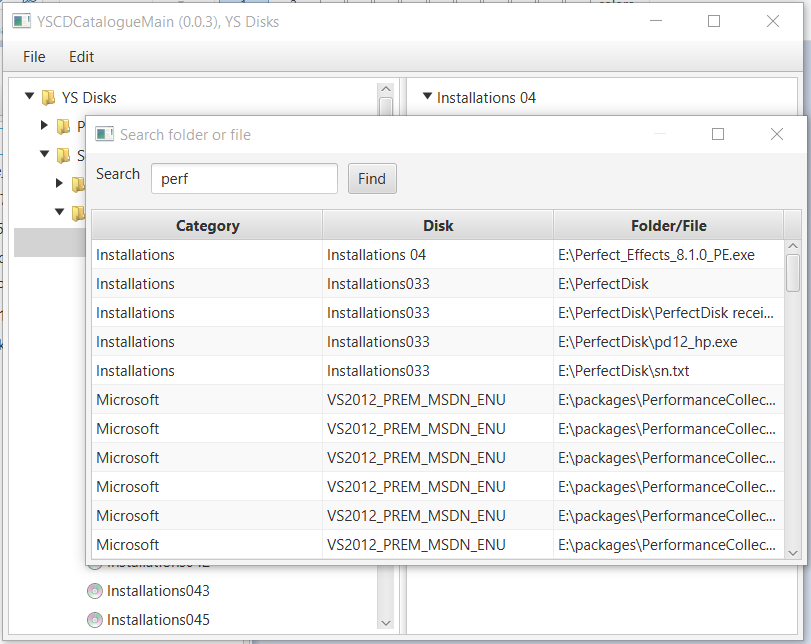 YSCDCatalogueMain (0.0.3), YS Disks
File Edit
YS Disks
Installations 04
Search folder or file
Search perf Find
Category Disk Folder/File
Installations Installations 04 E:\Perfect_Effects_8.1.0_PE.exe
Installations Installations033 E:\PerfectDisk
Installations Installations033 E:\PerfectDisk\PerfectDisk recei...
Installations Installations033 E:\PerfectDisk\pd12_hp.exe
Installations Installations033 E:\PerfectDisk\sn.txt
Microsoft VS2012_PREM_MSDN_ENU E:\packages\PerformanceCollec...
Microsoft VS2012_PREM_MSDN_ENU E:\packages\PerformanceCollec...
Microsoft VS2012_PREM_MSDN_ENU E:\packages\PerformanceCollec...
Microsoft VS2012_PREM_MSDN_ENU E:\packages\PerformanceCollec...
Microsoft VS2012_PREM_MSDN_ENU E:\packages\PerformanceCollec...
Microsoft VS2012_PREM_MSDN_ENU E:\packages\PerformanceCollec...
Installations043
Installations045